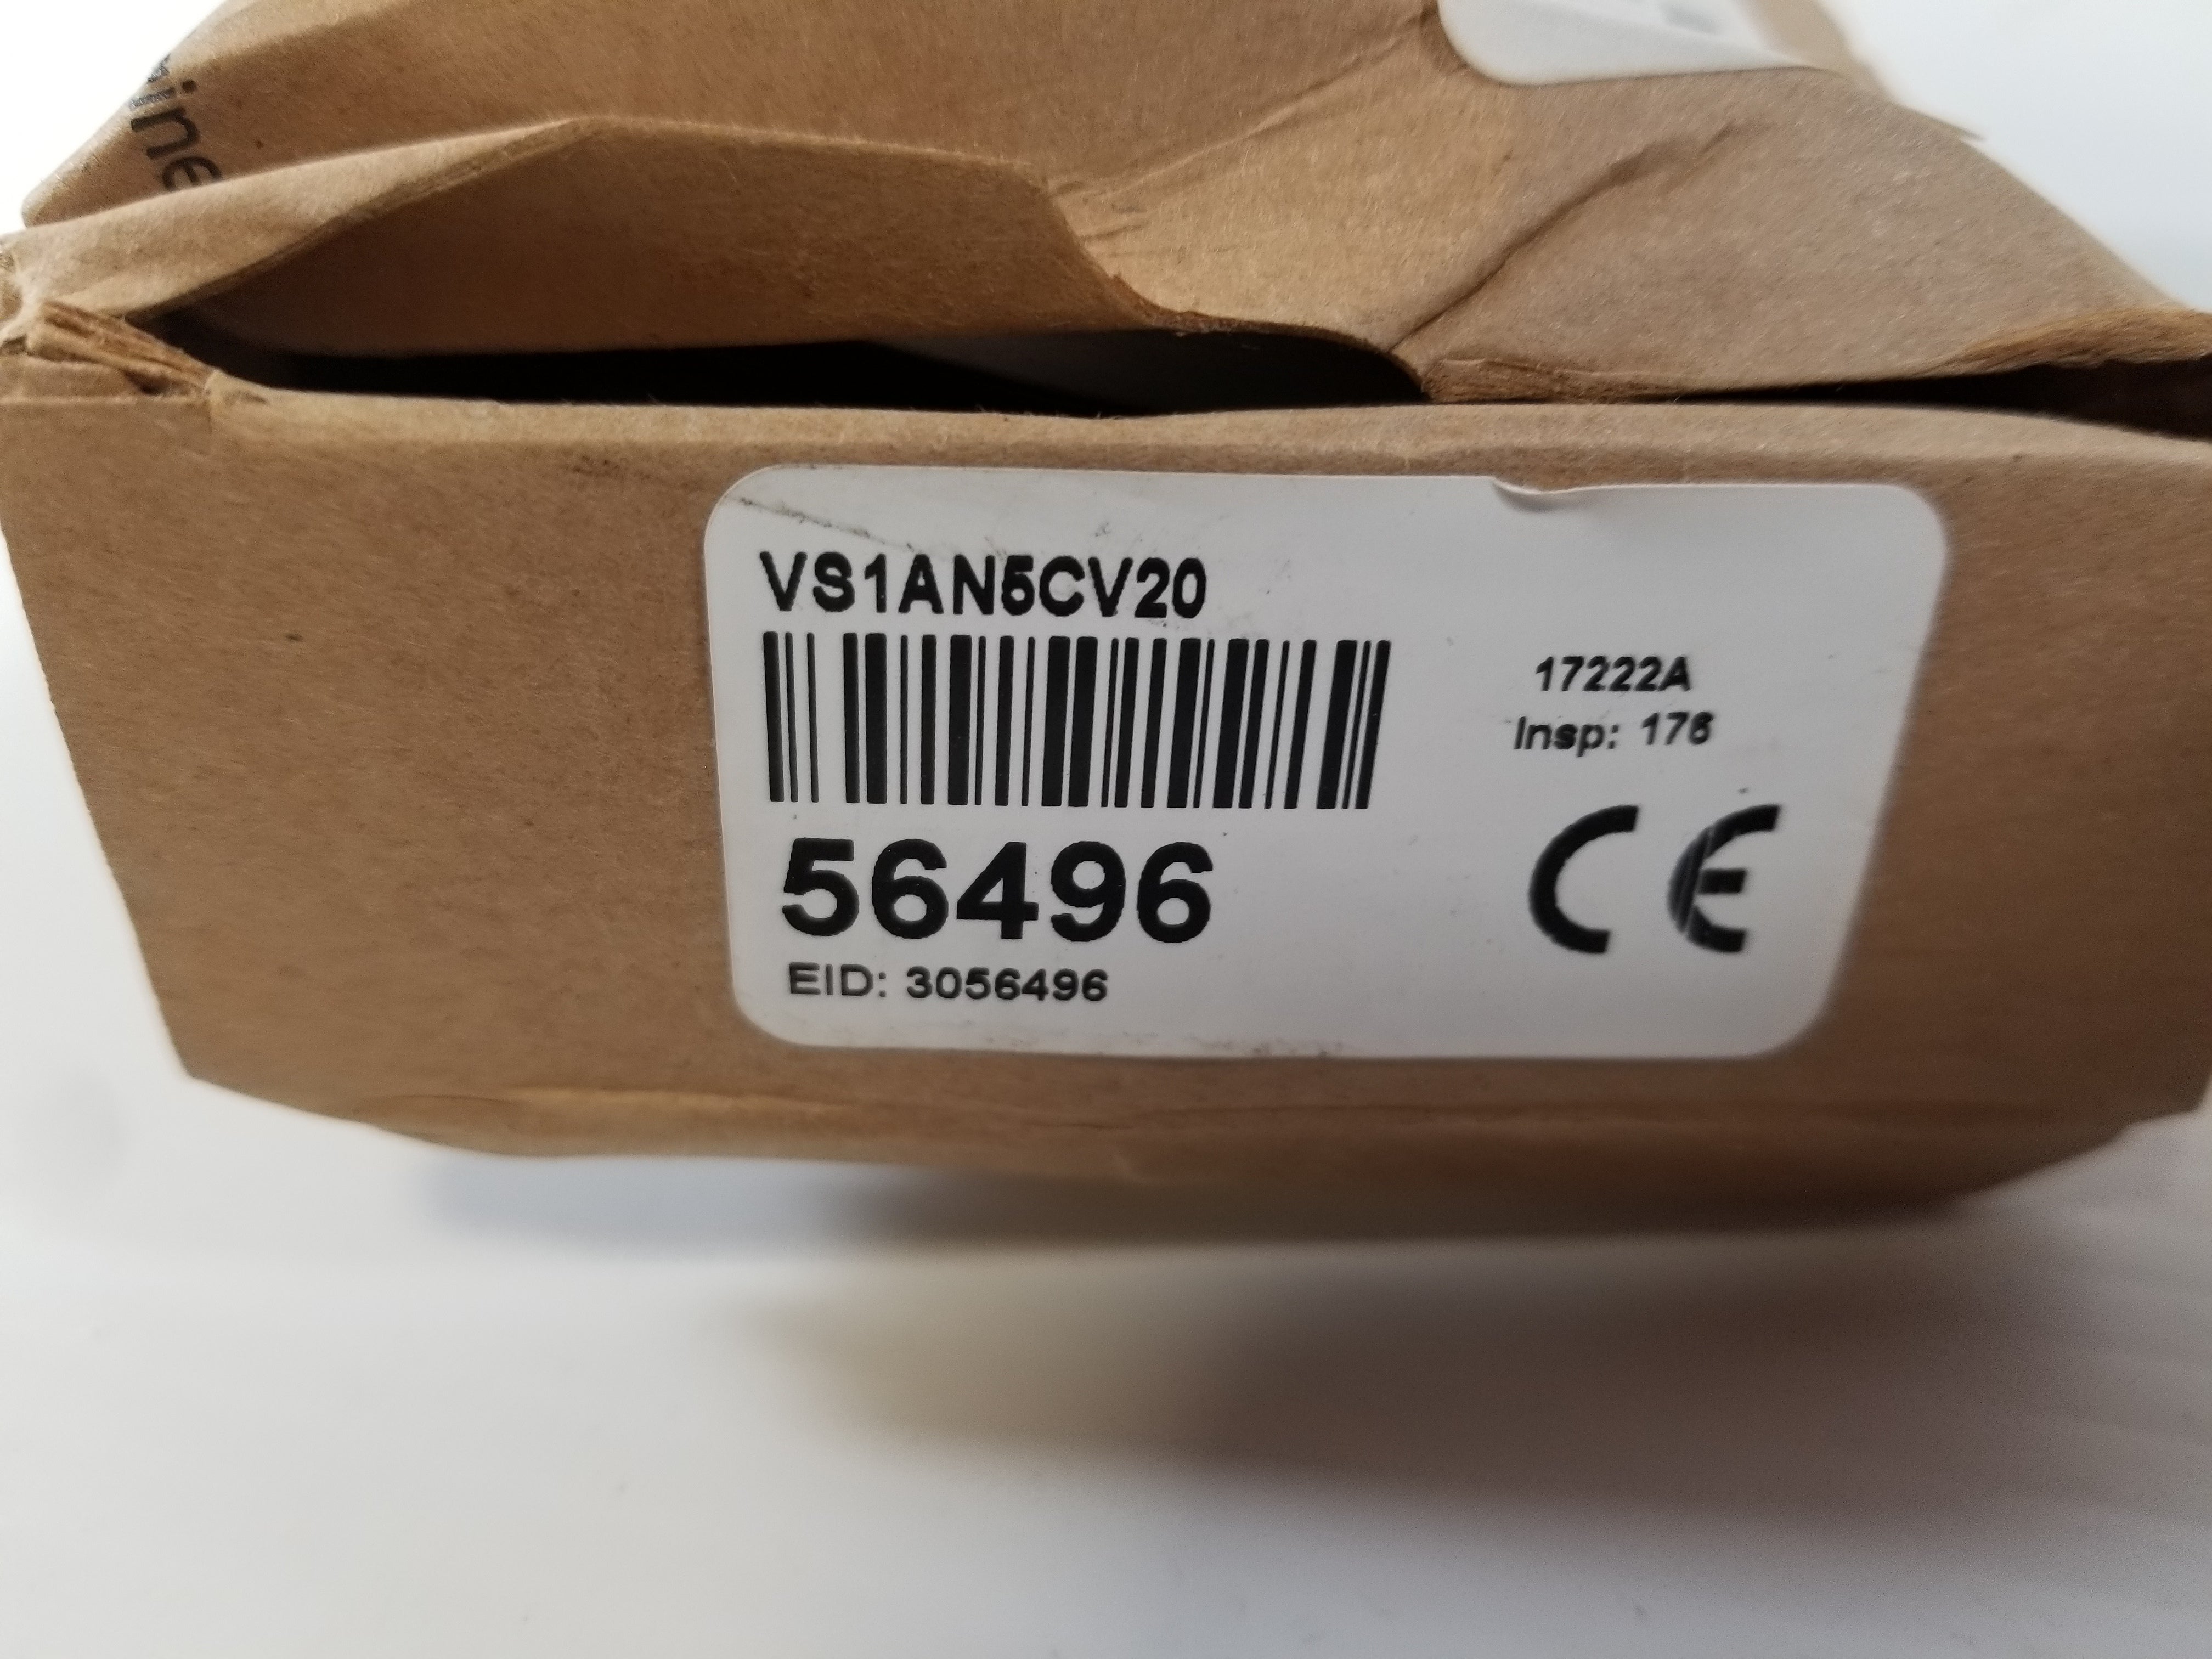 VS1AN5CV20
17222A
Insp: 176
56496
EID: 3056496
CE